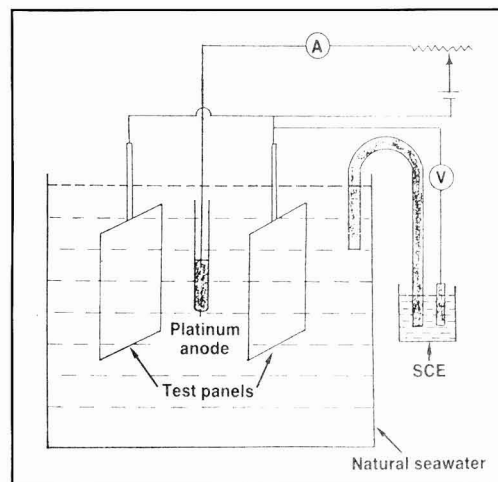 A
V
Platinum
anode
Test panels
SCE
Natural seawater